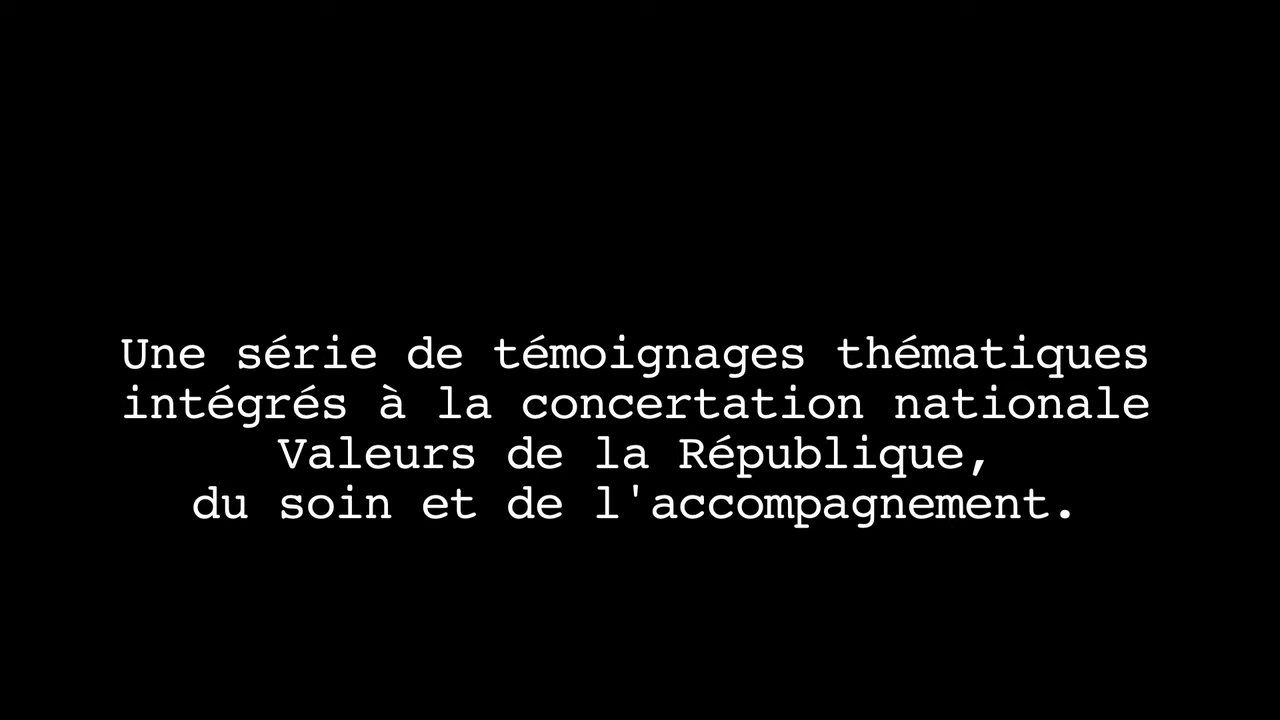 Une série de témoignages thématiques
intégrés à la concertation nationale
Valeurs de la République,
du soin et de l'accompagnement.